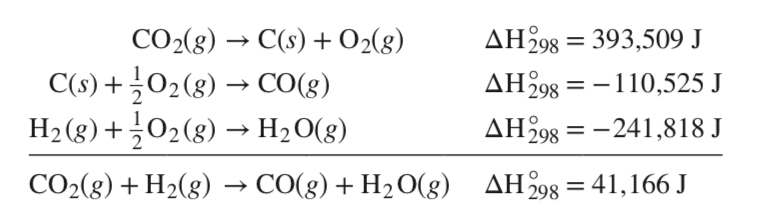 CO₂(g) → C(s) + O₂(g) ΔH°₂₉₈ = 393,509 J
C(s) + ½O₂(g) → CO(g) ΔH°₂₉₈ = −110,525 J
H₂(g) + ½O₂(g) → H₂O(g) ΔH°₂₉₈ = −241,818 J
CO₂(g) + H₂(g) → CO(g) + H₂O(g) ΔH°₂₉₈ = 41,166 J